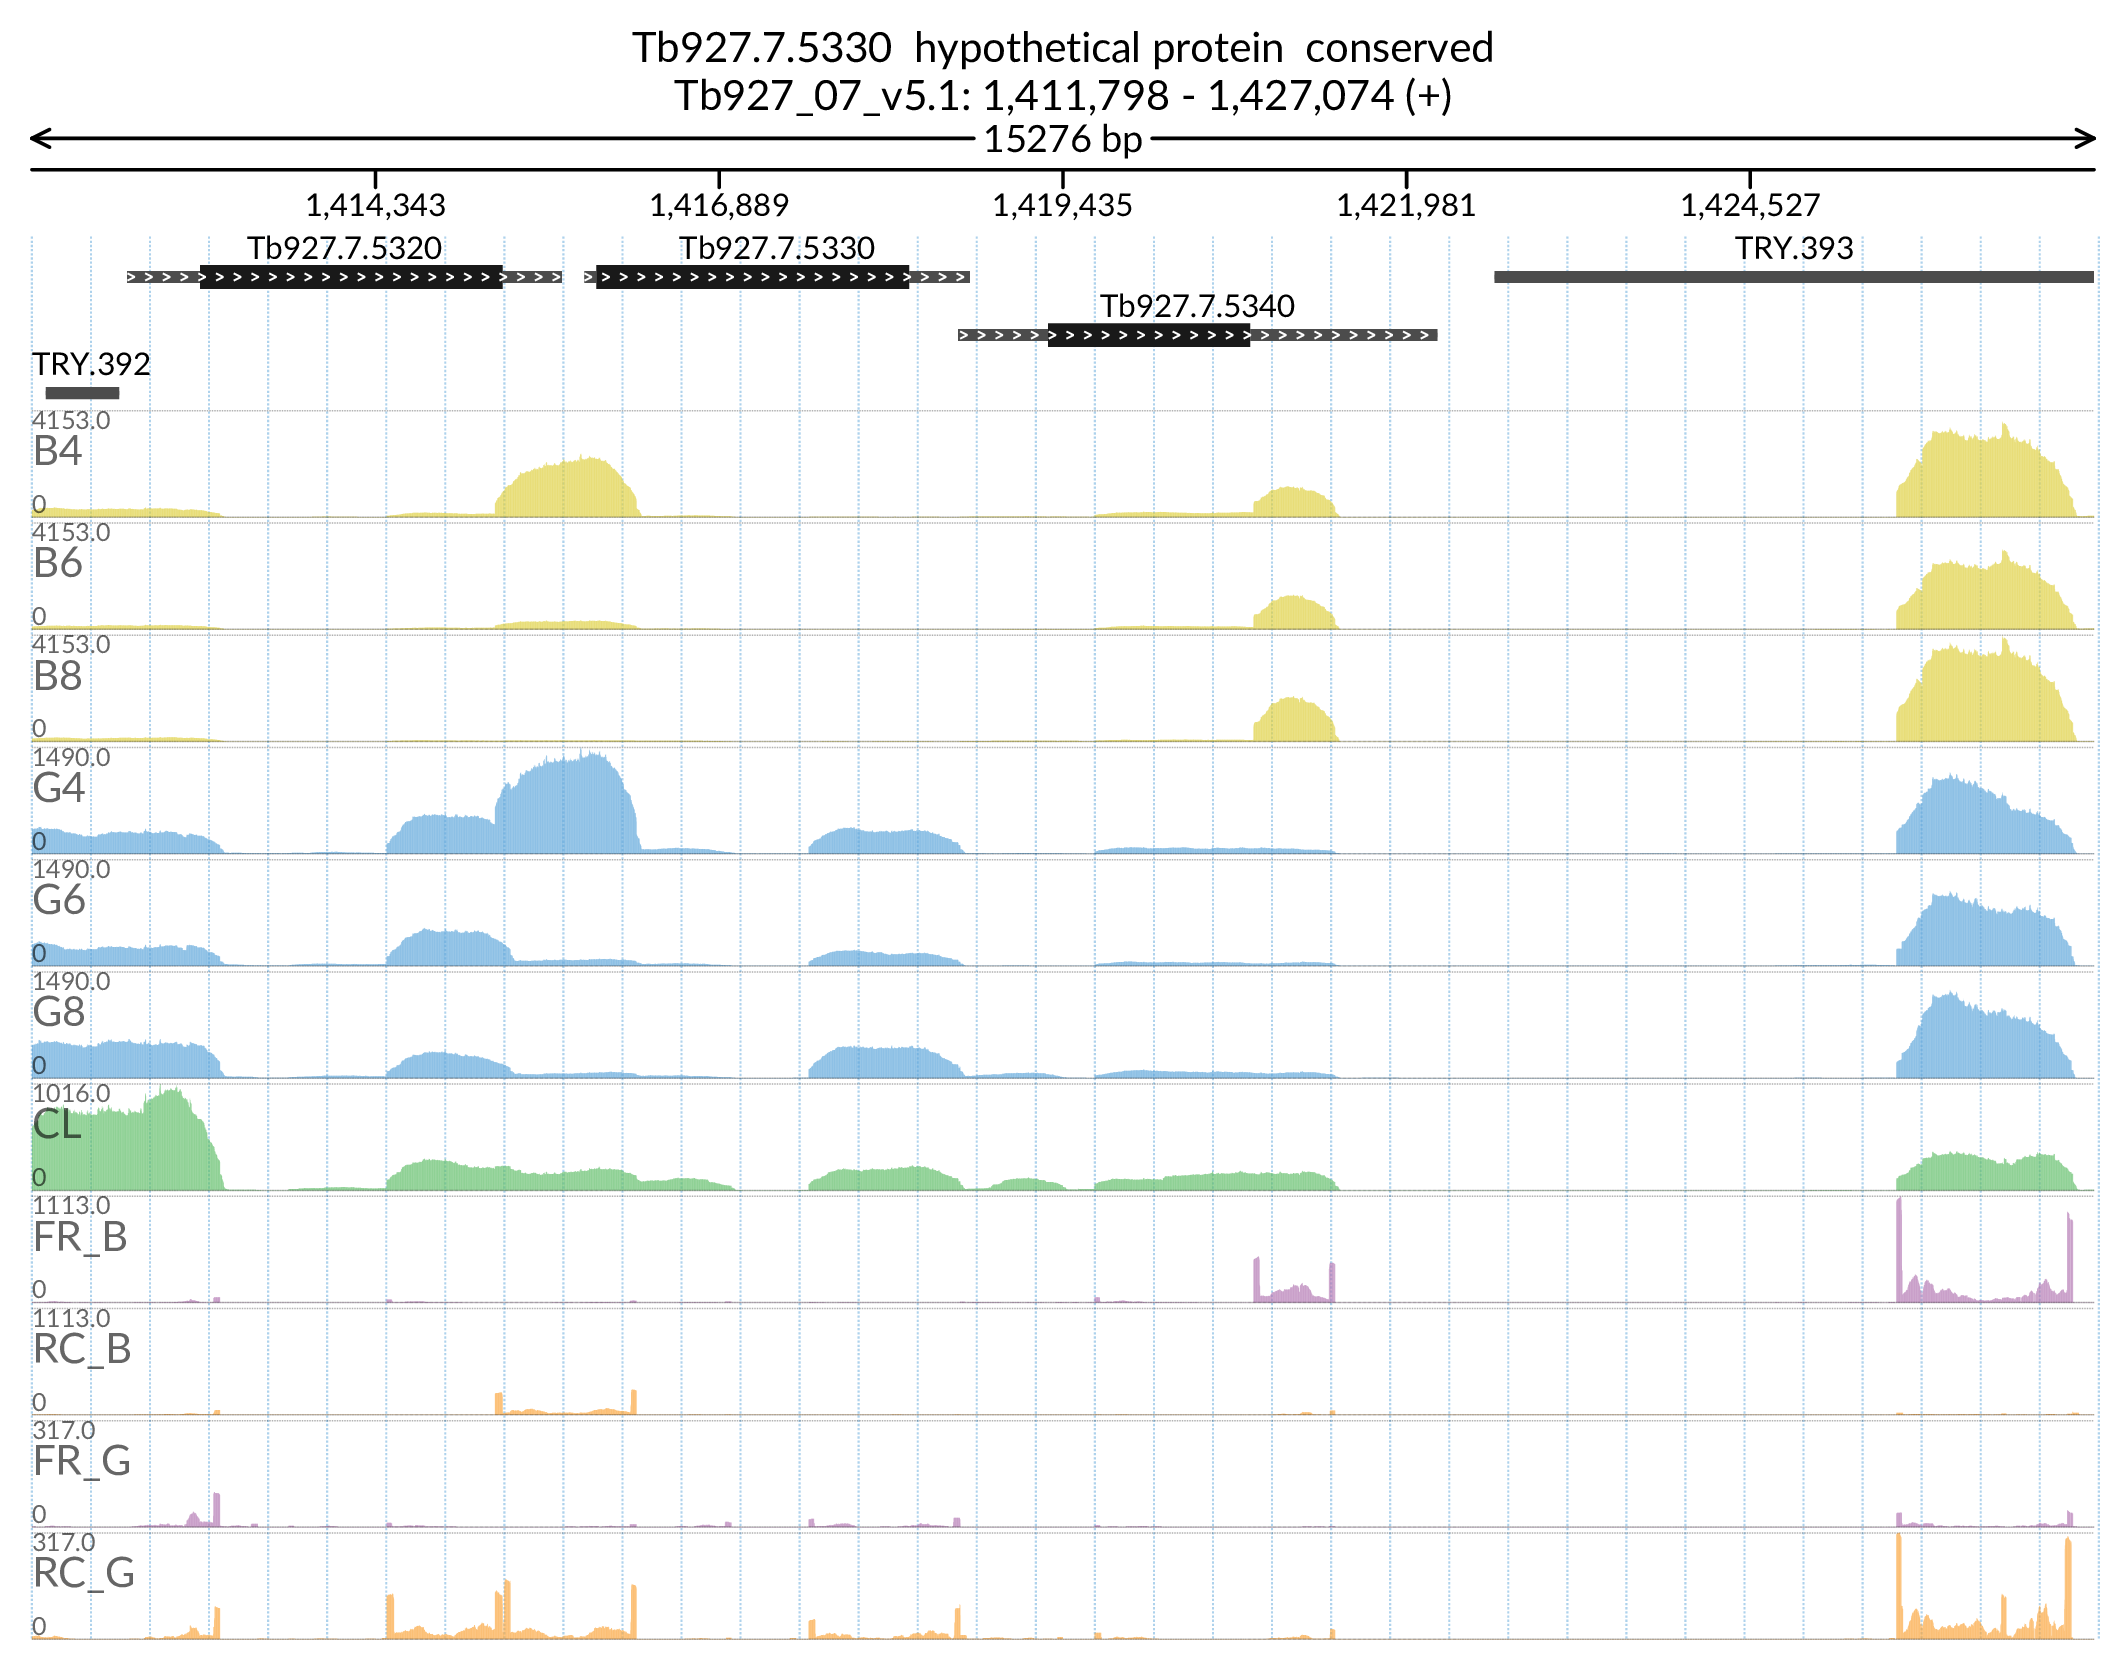 Tb927.7.5330  hypothetical protein  conserved
Tb927_07_v5.1: 1,411,798 - 1,427,074 (+)
15276 bp
1,414,343 1,416,889 1,419,435 1,421,981 1,424,527
Tb927.7.5320 Tb927.7.5330 TRY.393
Tb927.7.5340
TRY.392
4153.0
B4
0
4153.0
B6
0
4153.0
B8
0
1490.0
G4
0
1490.0
G6
0
1490.0
G8
0
1016.0
CL
0
1113.0
FR_B
0
1113.0
RC_B
0
317.0
FR_G
0
317.0
RC_G
0